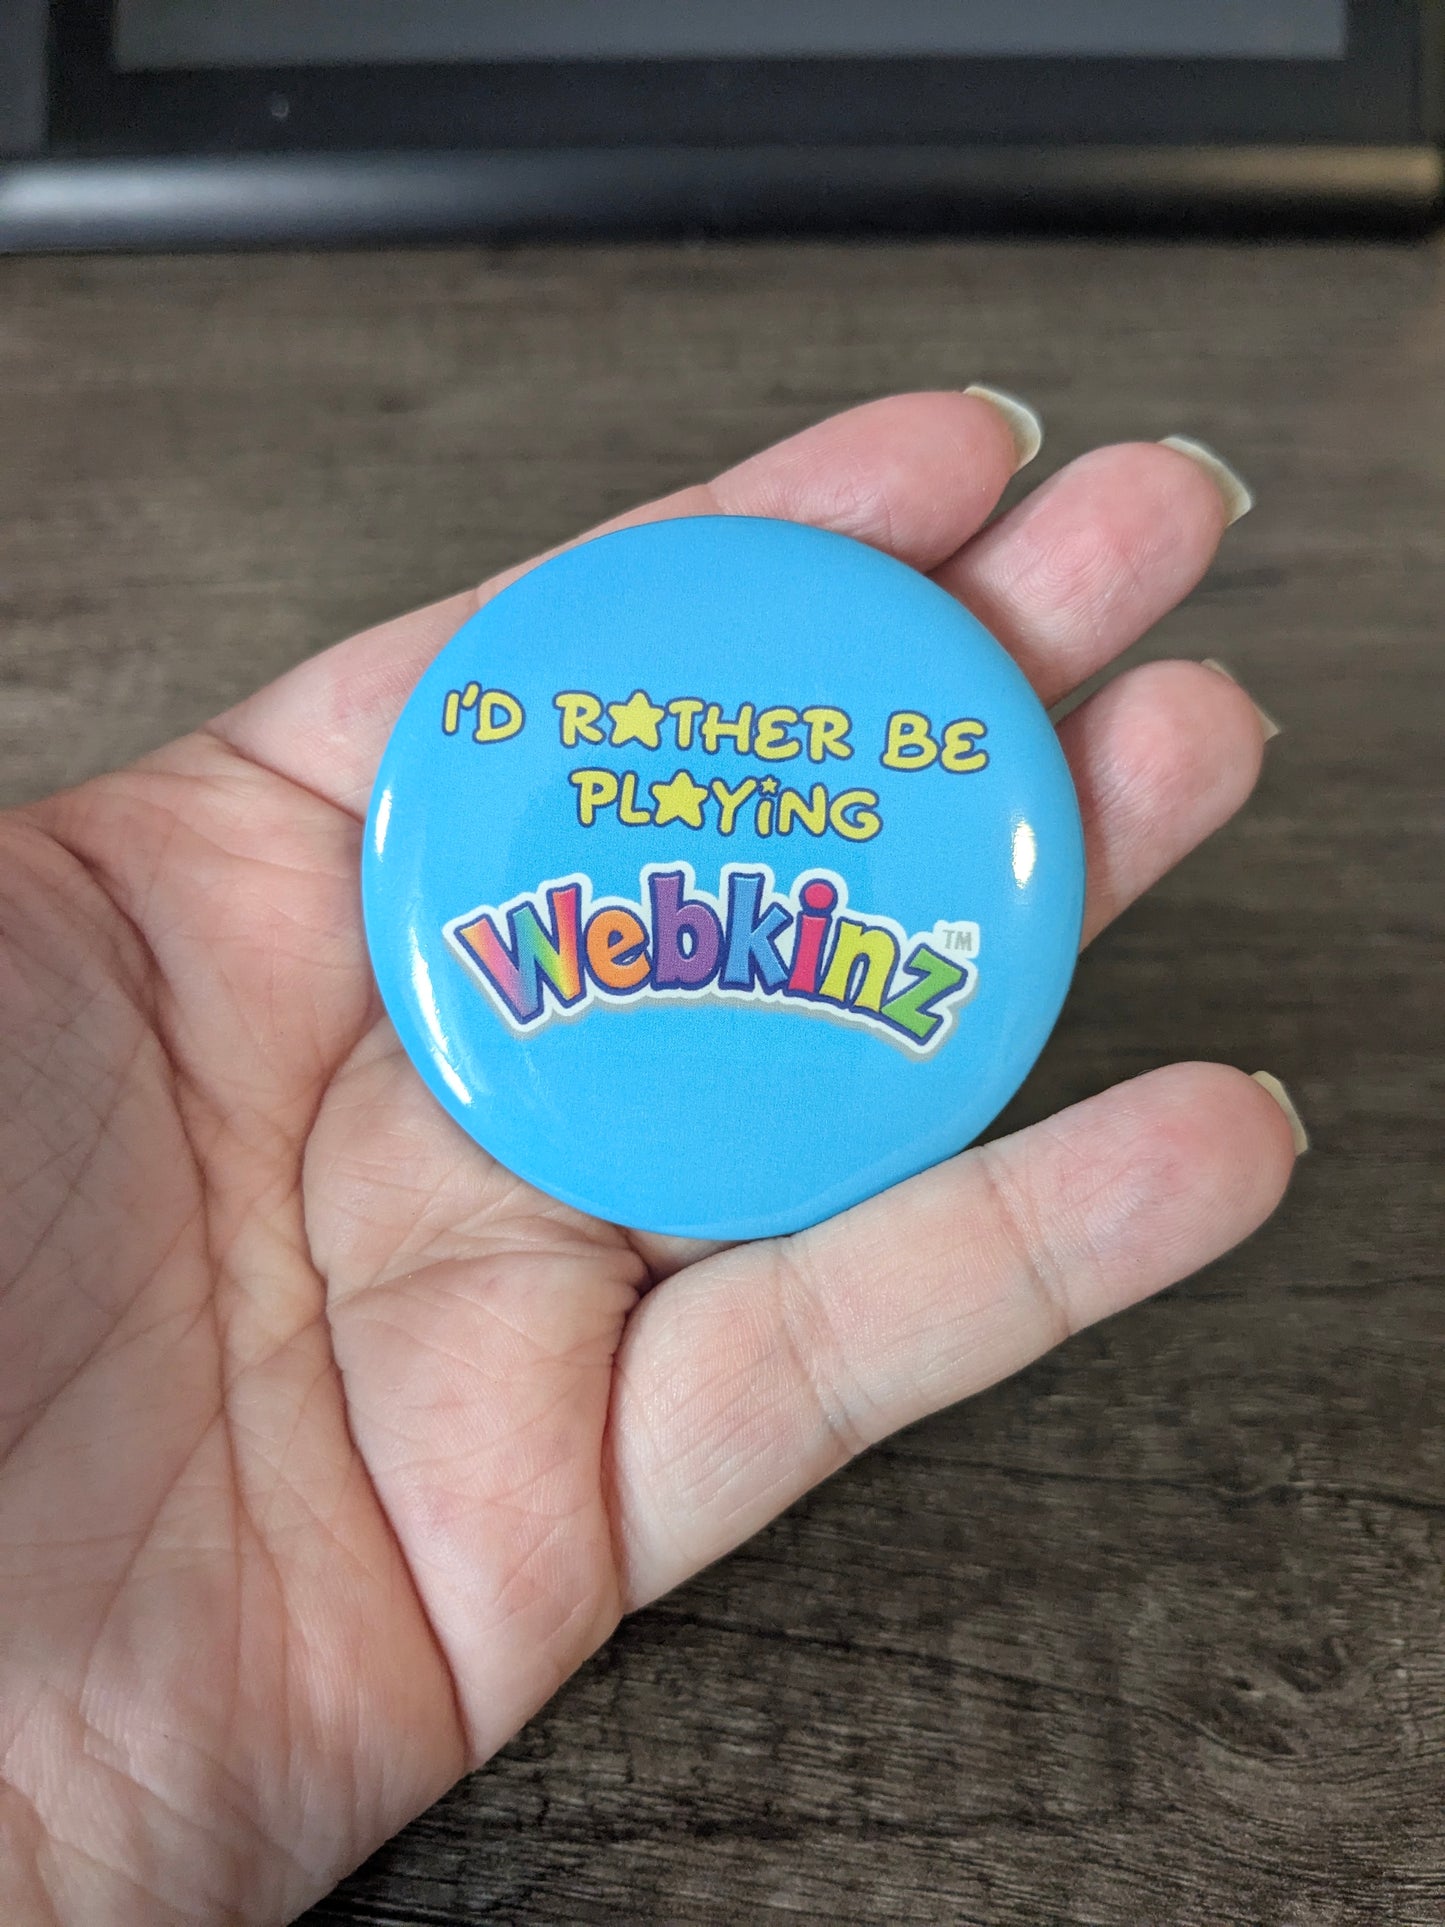 I'D RATHER BE
PLAYiNG
Webkinz™